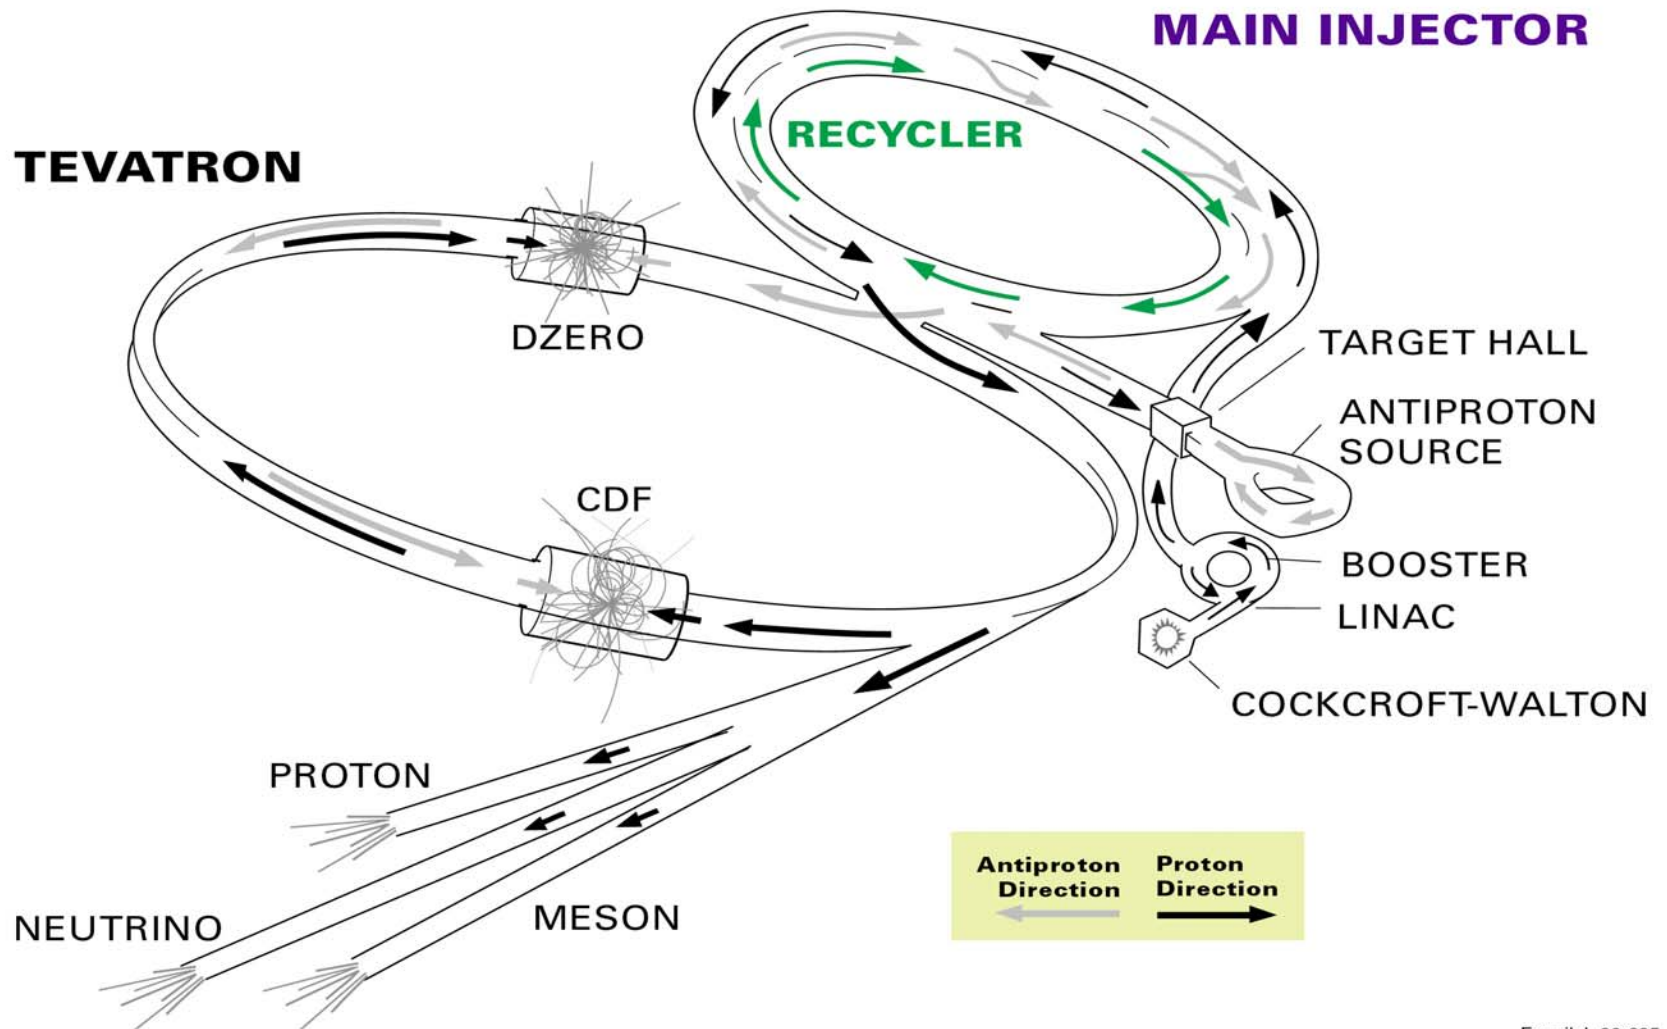 MAIN INJECTOR
RECYCLER
TEVATRON
DZERO
TARGET HALL
ANTIPROTON
SOURCE
CDF
BOOSTER
LINAC
COCKCROFT-WALTON
PROTON
Antiproton
Direction
Proton
Direction
NEUTRINO
MESON